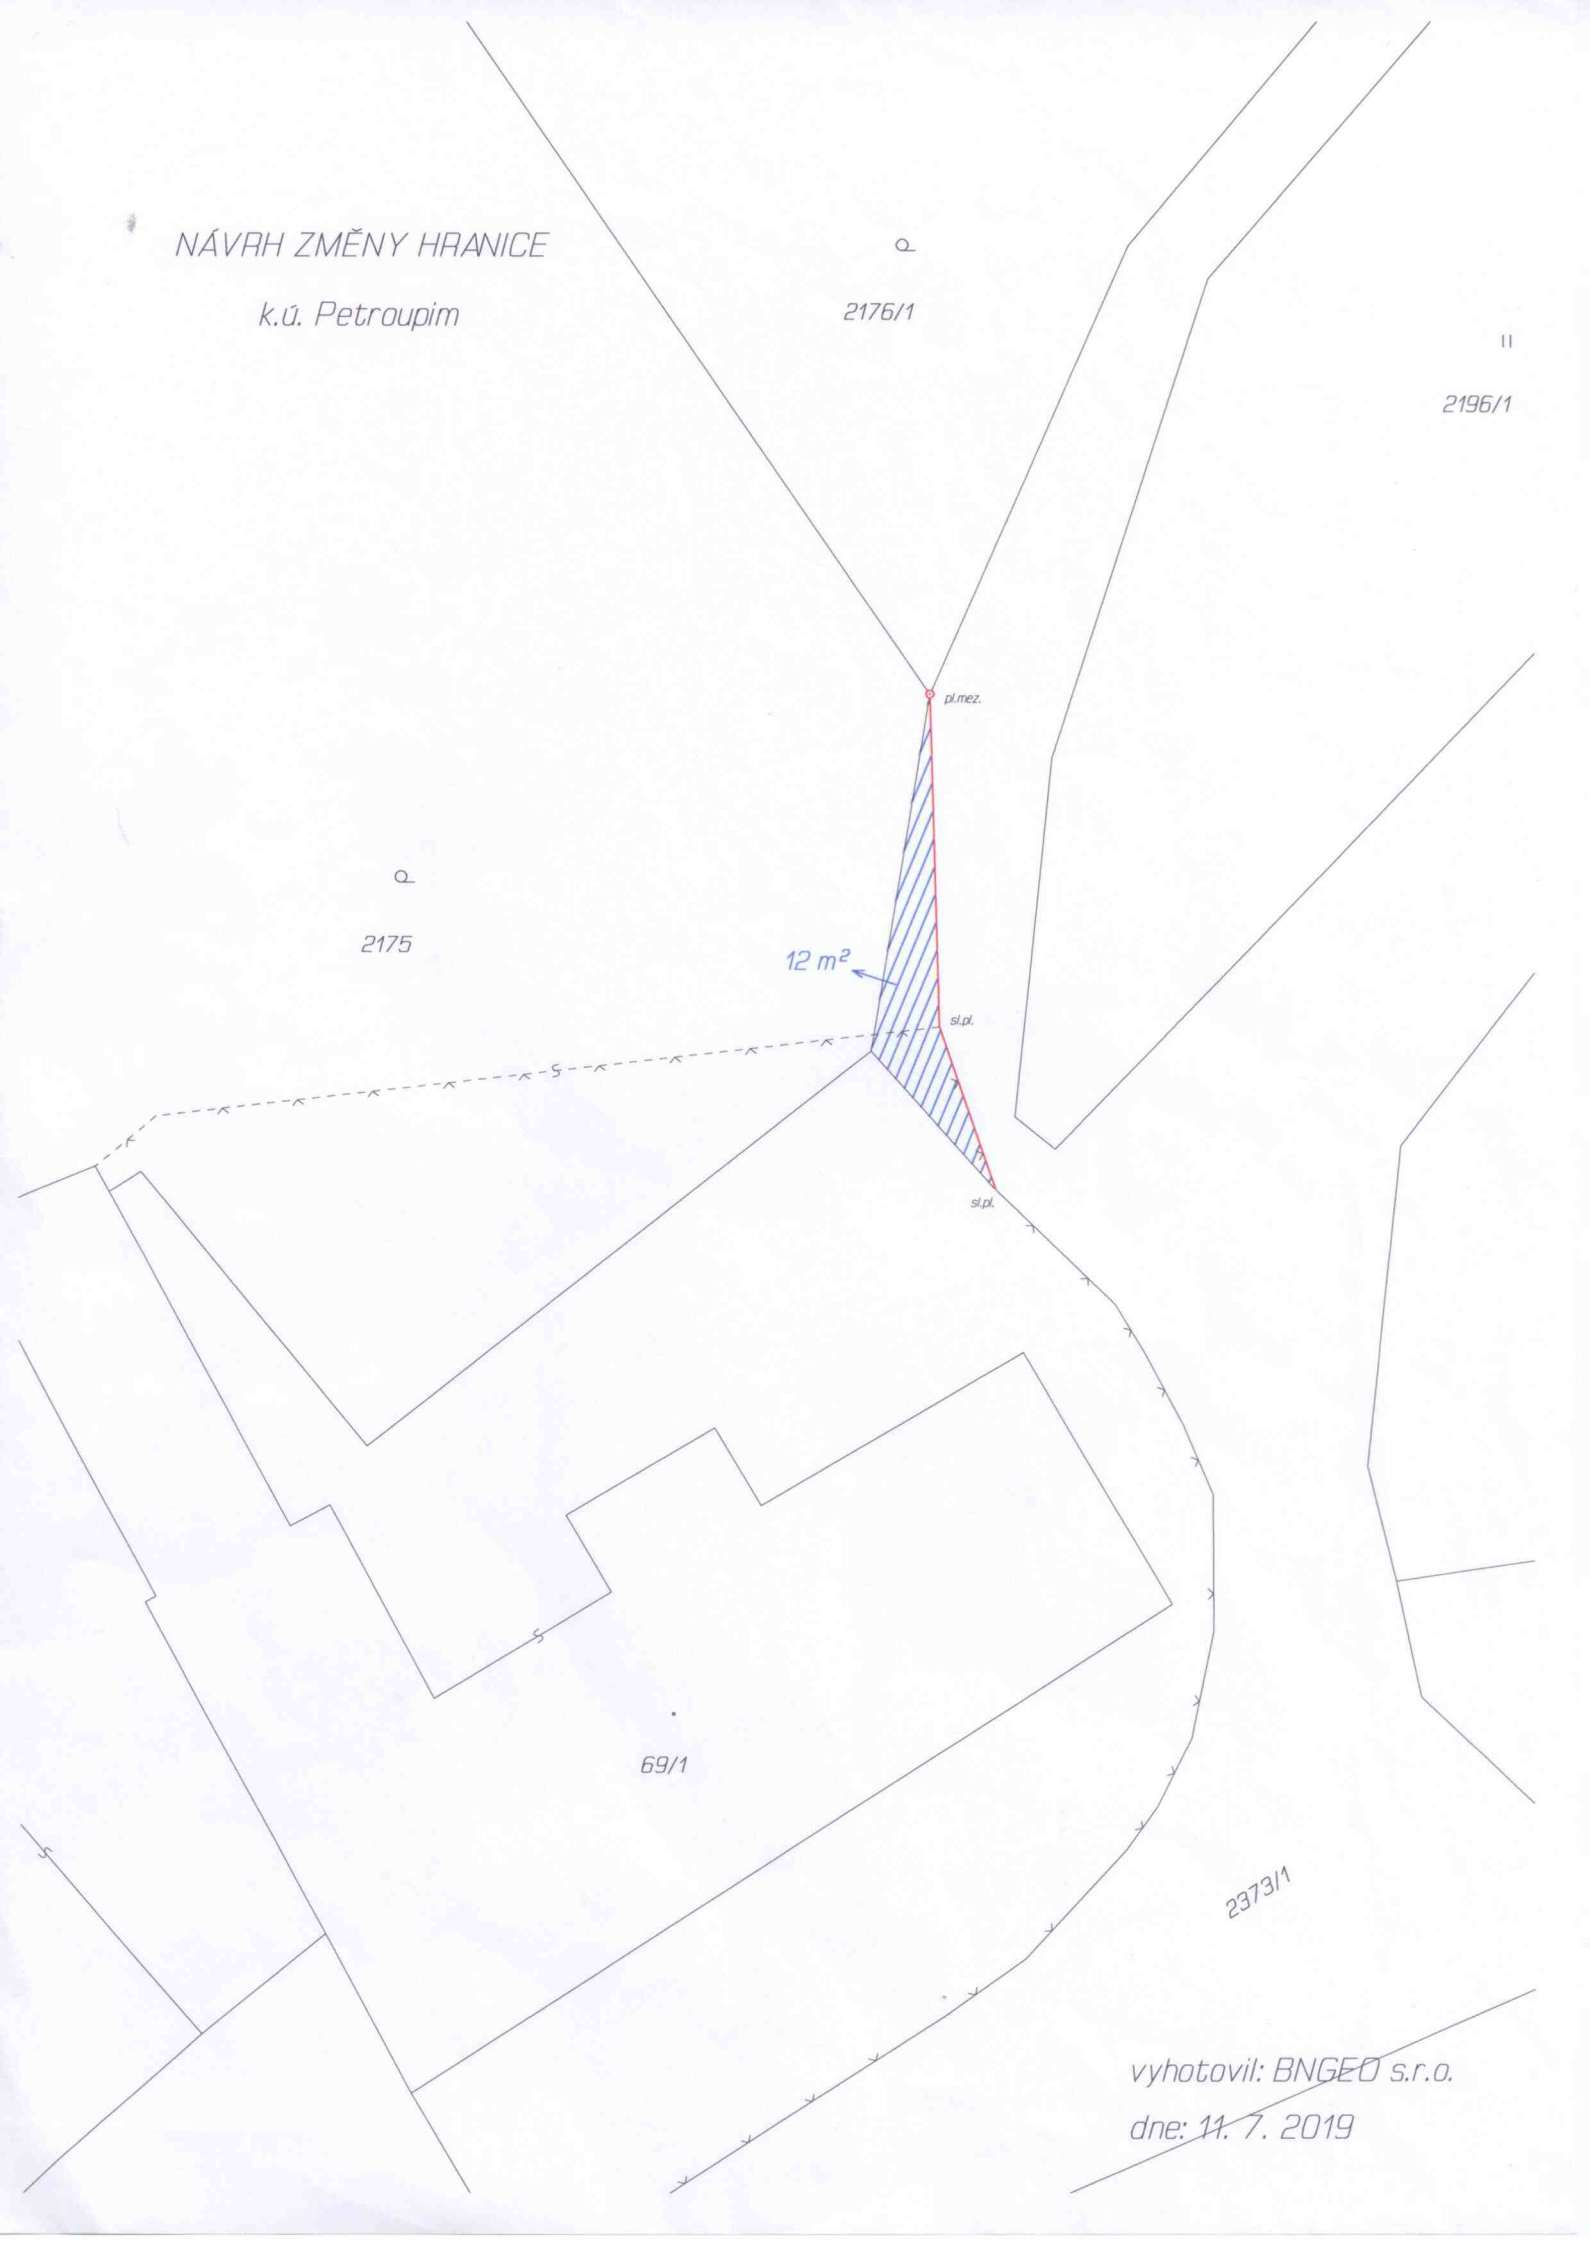 NÁVRH ZMĚNY HRANICE
k.ú. Petroupim
2176/1
2196/1
pl.mez.
2175
12 m²
sl.pl.
sl.pl.
69/1
2373/1
vyhotovil: BNGEO s.r.o.
dne: 11. 7. 2019